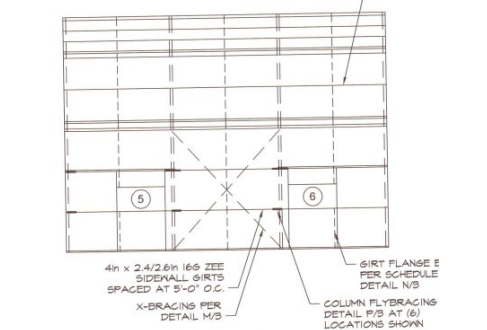 5
6
4in x 2.4/2.6in 16G ZEE
SIDEWALL GIRTS
SPACED AT 5'-0" O.C.
X-BRACING PER
DETAIL M/3
GIRT FLANGE
PER SCHEDULE
DETAIL N/3
COLUMN FLYBRACING
DETAIL P/3 AT (6)
LOCATIONS SHOWN